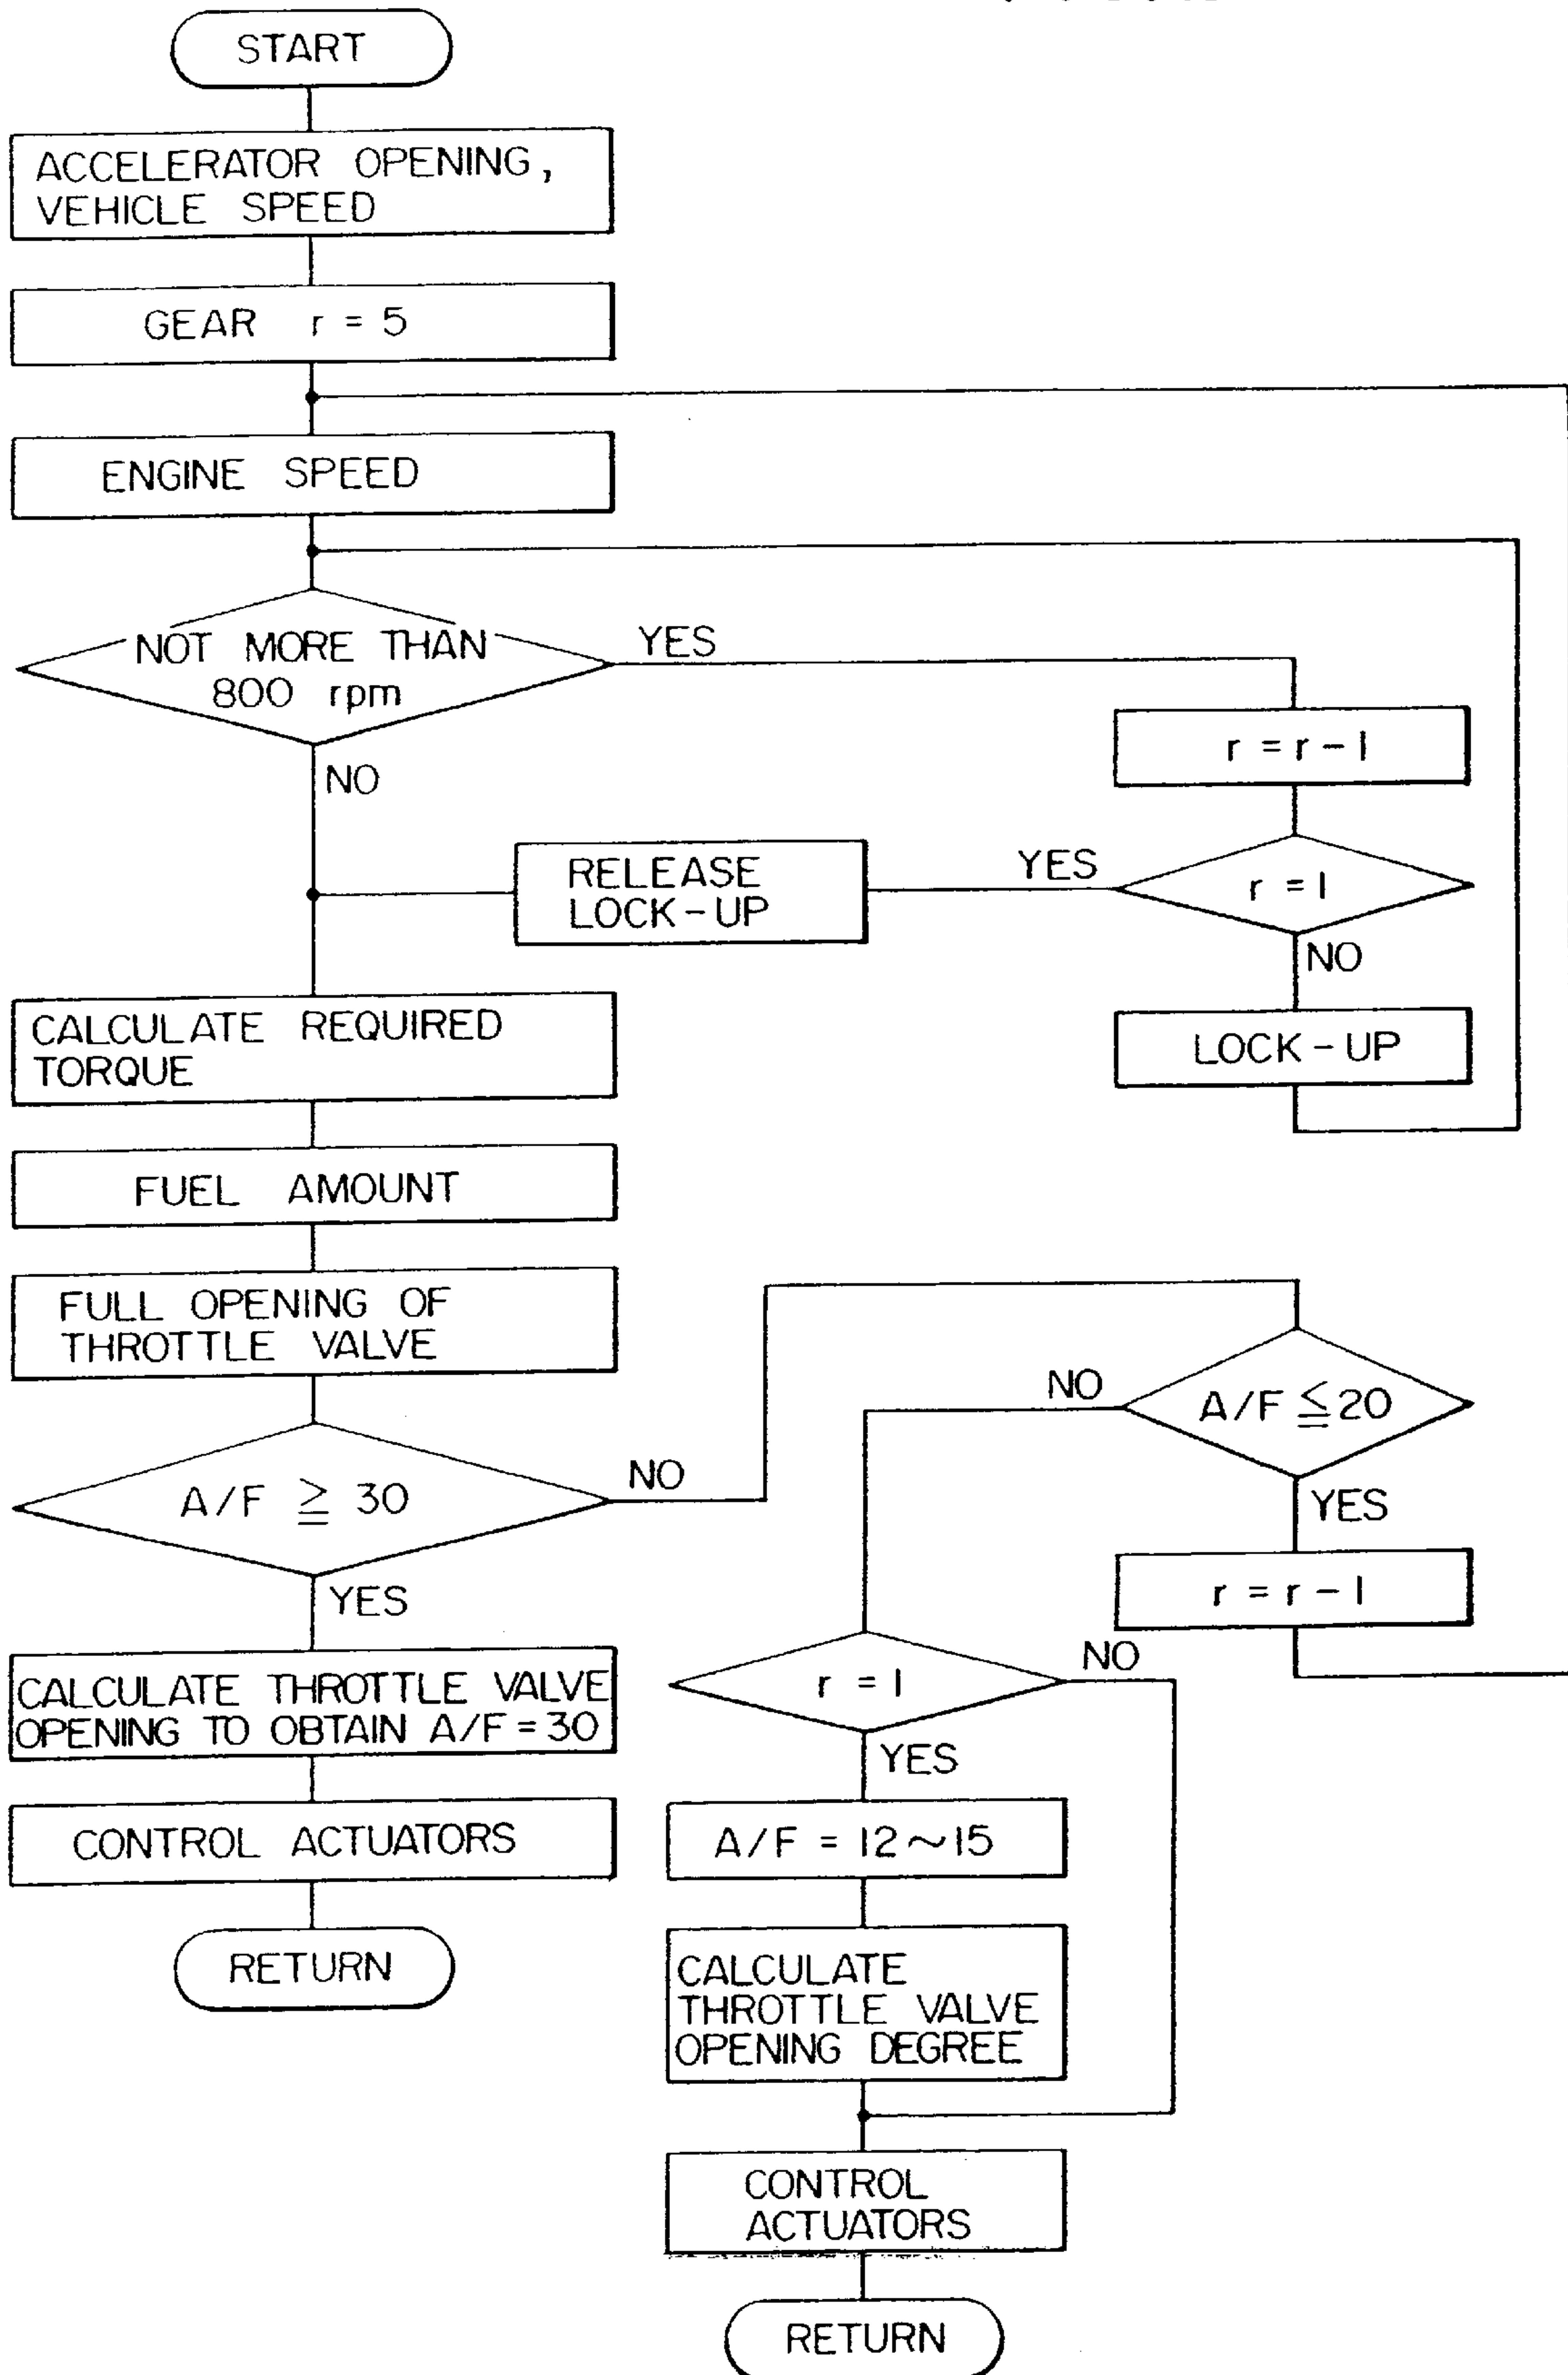 START
ACCELERATOR OPENING,
VEHICLE SPEED
GEAR r = 5
ENGINE SPEED
NOT MORE THAN
800 rpm
YES
NO
r = r - 1
r = 1
YES
NO
RELEASE
LOCK-UP
LOCK-UP
CALCULATE REQUIRED
TORQUE
FUEL AMOUNT
FULL OPENING OF
THROTTLE VALVE
A/F ≧ 30
NO
YES
A/F ≦ 20
NO
YES
r = r - 1
r = 1
NO
YES
CALCULATE THROTTLE VALVE
OPENING TO OBTAIN A/F = 30
CONTROL ACTUATORS
RETURN
A/F = 12 ~ 15
CALCULATE
THROTTLE VALVE
OPENING DEGREE
CONTROL
ACTUATORS
RETURN